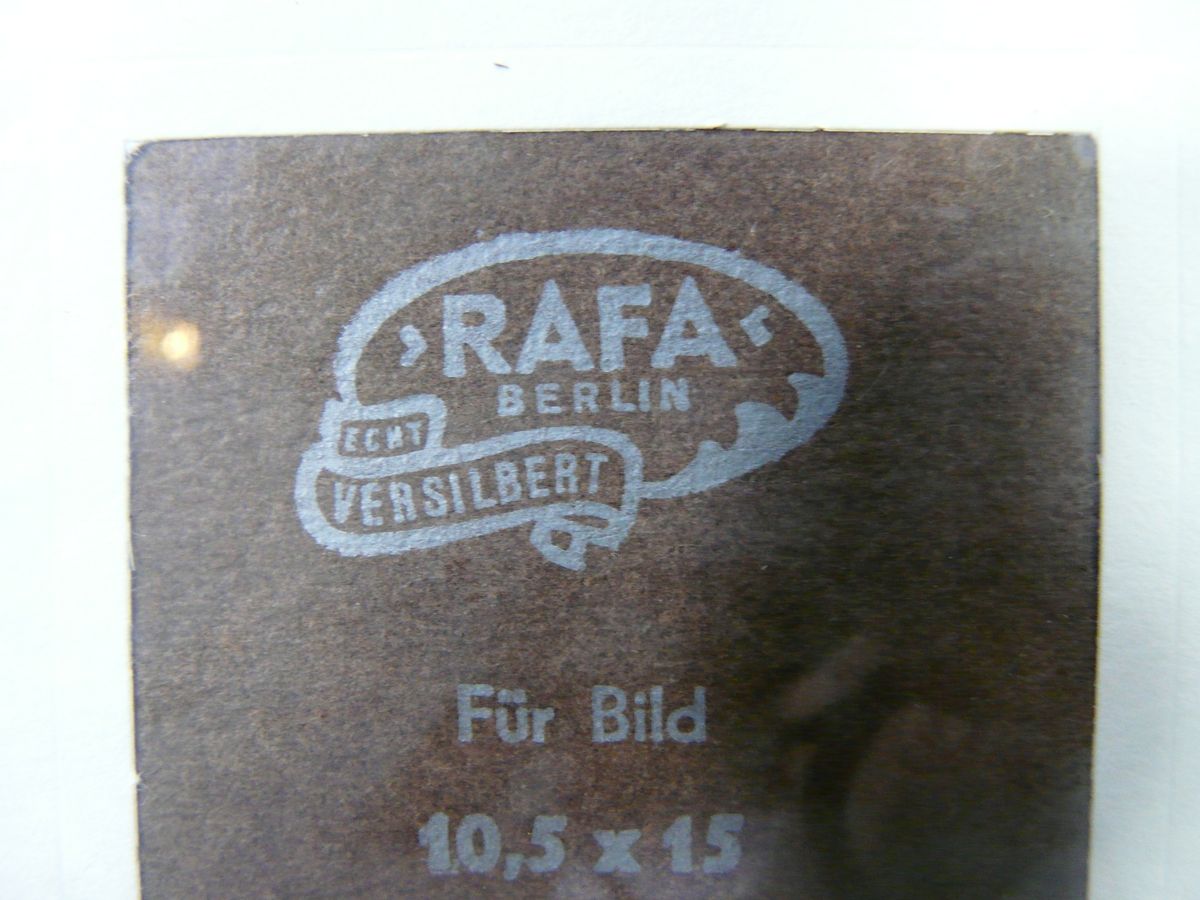 ›RAFA‹
BERLIN
ECHT
VERSILBERT
Für Bild
10,5 x 15